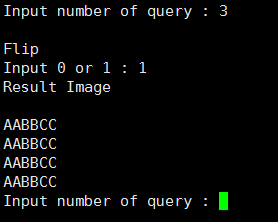 Input number of query : 3
Flip
Input 0 or 1 : 1
Result Image
AABBCC
AABBCC
AABBCC
AABBCC
Input number of query :